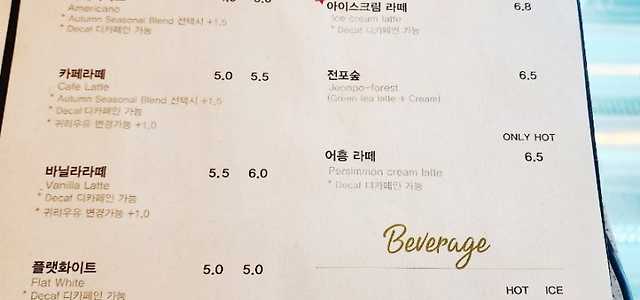 Americano
* Autumn Seasonal Blend 선택시 +1.5
* Decaf 디카페인 가능
카페라떼 5.0 5.5
Cafe Latte
* Autumn Seasonal Blend 선택시 +1.5
* Decaf 디카페인 가능
* 귀리우유 변경가능 +1.0
바닐라라떼 5.5 6.0
Vanilla Latte
* Decaf 디카페인 가능
* 귀리우유 변경가능 +1.0
플랫화이트 5.0 5.0
Flat White
* Decaf 디카페인 가능
아이스크림 라떼 6.8
Ice cream latte
* Decaf 디카페인 가능
전포숲 6.5
Jeonpo-forest
(Green tea latte + Cream)
ONLY HOT
어흥 라떼 6.5
Persimmon cream latte
* Decaf 디카페인 가능
Beverage
HOT ICE